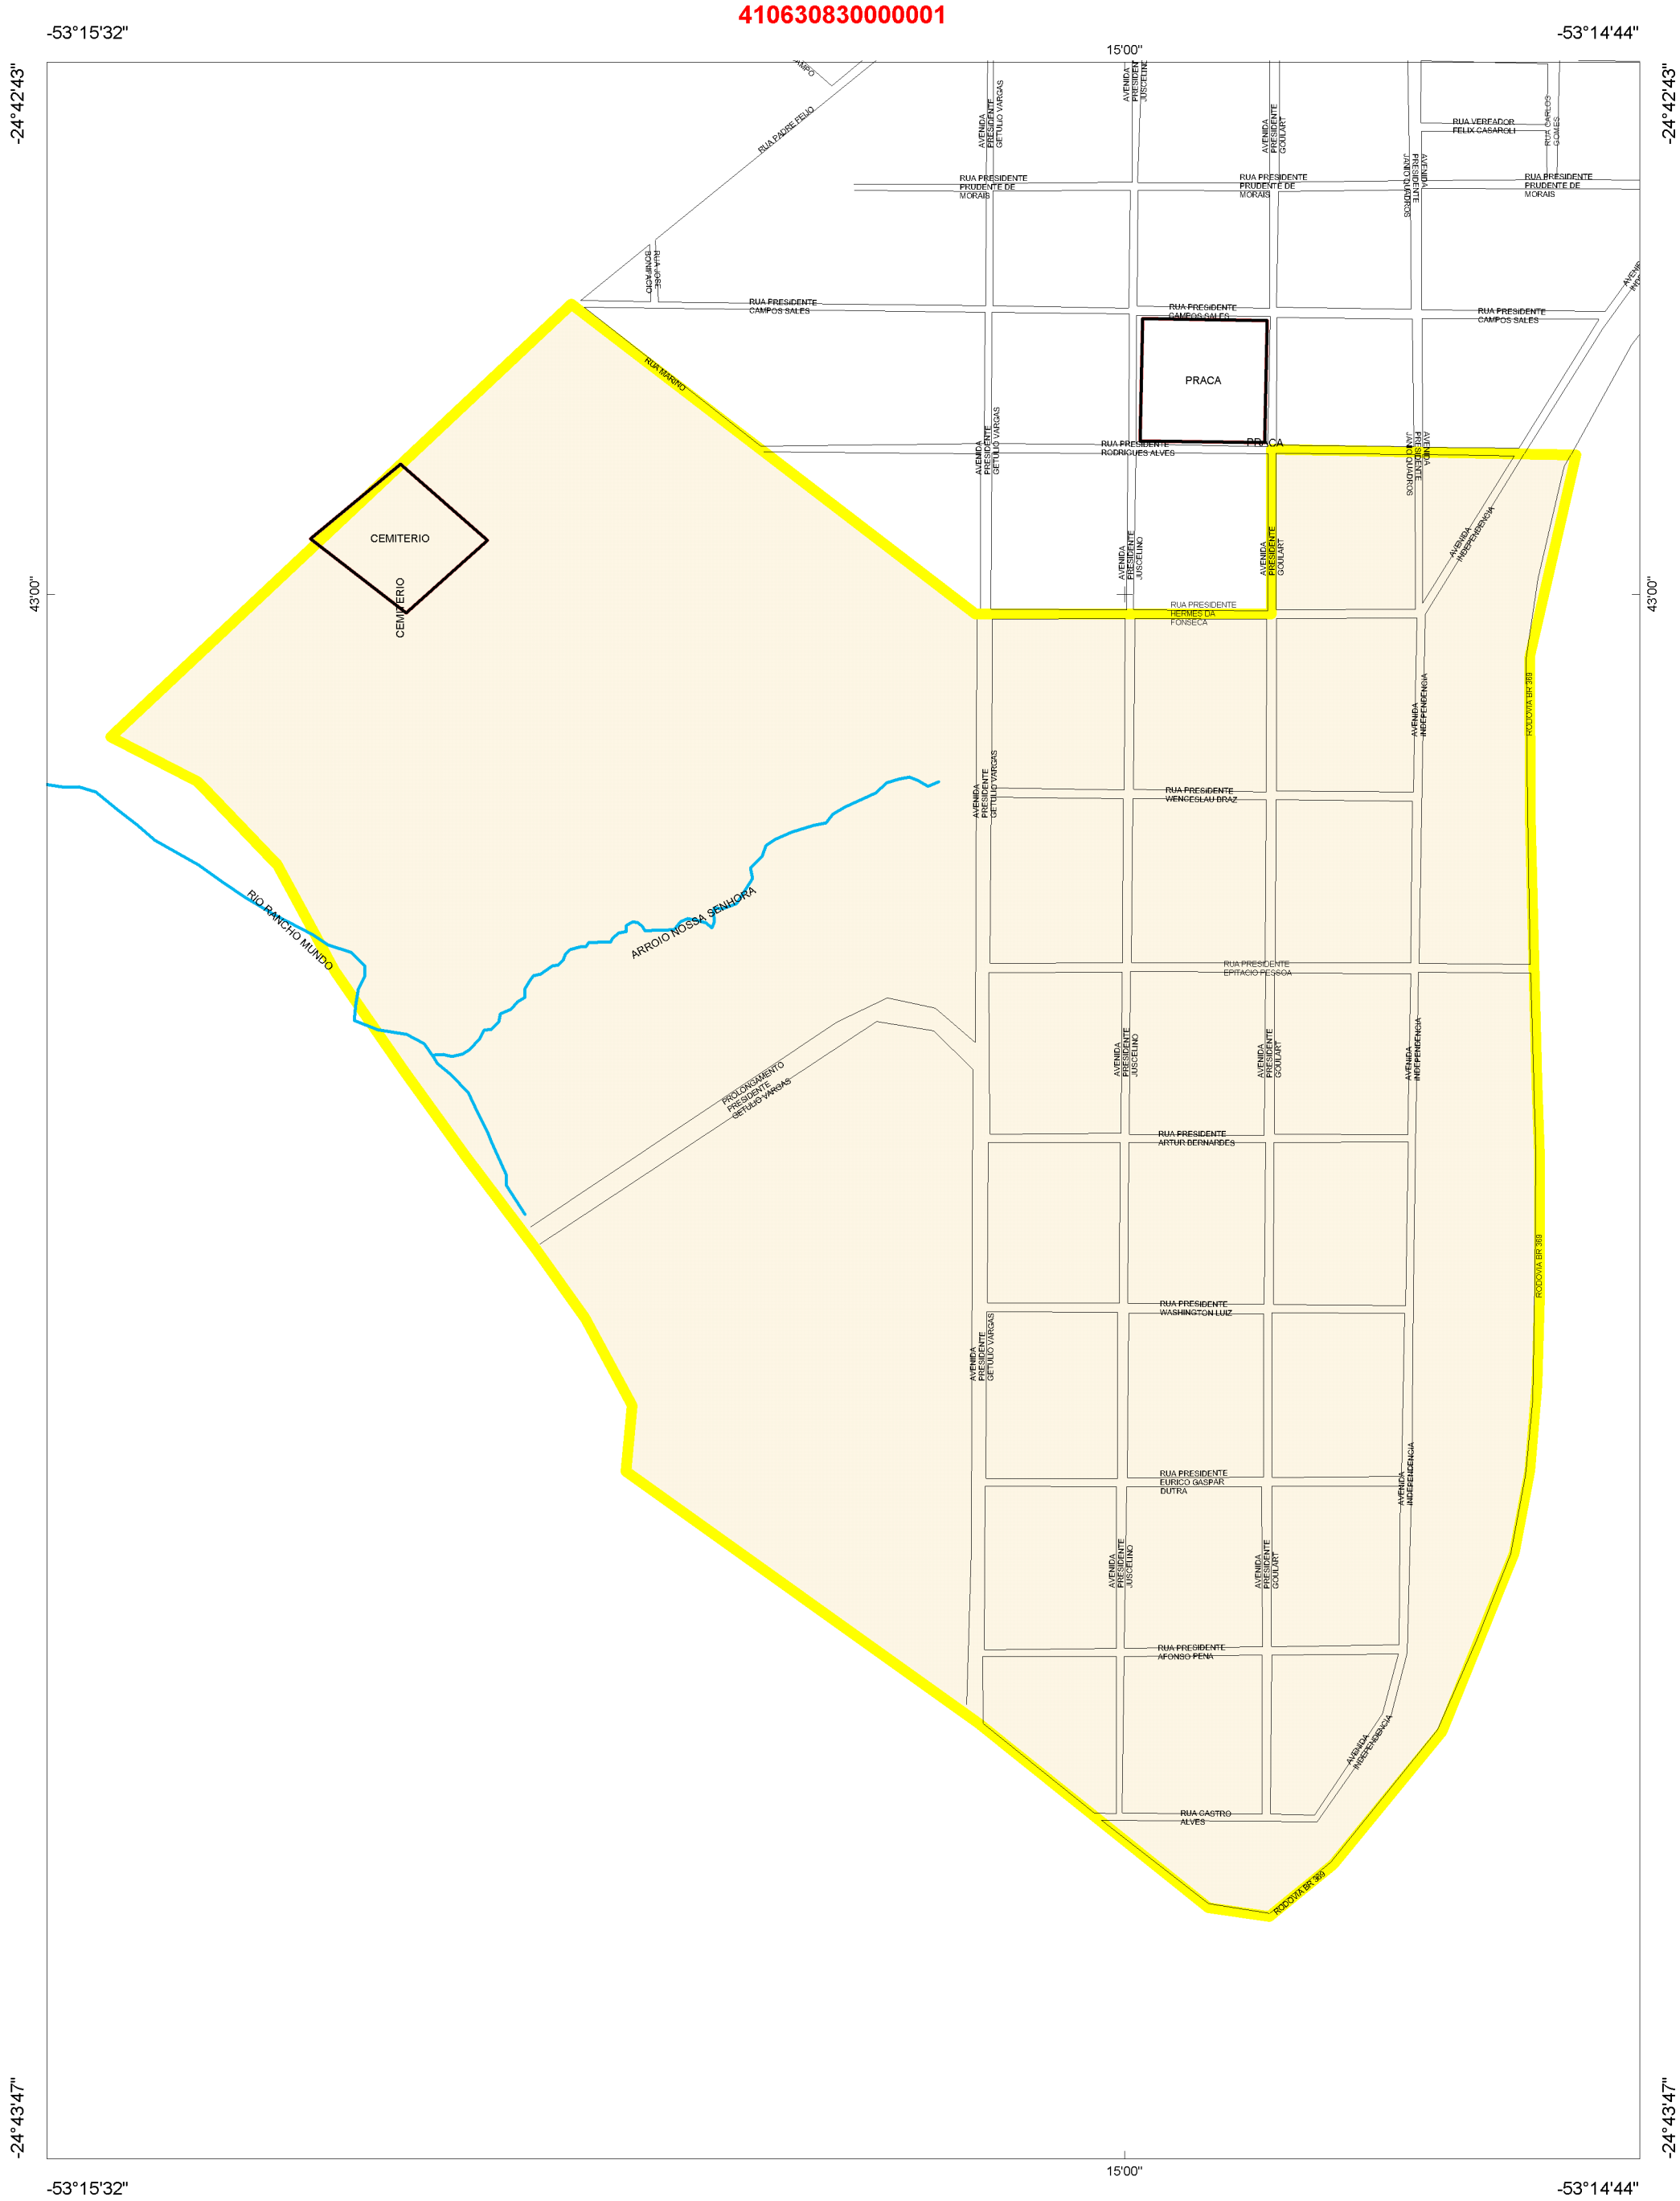 410630830000001
-53°15'32"
-53°14'44"
15'00"
-24°42'43"
-24°42'43"
CAMPO
RUA PADRE FEIJO
AVENIDA
PRESIDENTE
GETULIO VARGAS
AVENIDA
PRESIDENTE
JUSCELINO
AVENIDA
PRESIDENTE
GOULART
RUA VEREADOR
FELIX CASAROLI
RUA CARLOS
GOMES
AVENIDA
PRESIDENTE
JANIO QUADROS
RUA PRESIDENTE
PRUDENTE DE
MORAIS
RUA PRESIDENTE
PRUDENTE DE
MORAIS
RUA PRESIDENTE
PRUDENTE DE
MORAIS
RUA JOSE
BONIFACIO
RUA PRESIDENTE
CAMPOS SALES
RUA PRESIDENTE
CAMPOS SALES
RUA PRESIDENTE
CAMPOS SALES
RUA MARINO
PRACA
PRACA
RUA PRESIDENTE
RODRIGUES ALVES
AVENIDA
PRESIDENTE
GETULIO VARGAS
AVENIDA
PRESIDENTE
JANIO QUADROS
AVENIDA
INDEPENDENCIA
CEMITERIO
CEMITERIO
AVENIDA
PRESIDENTE
JUSCELINO
AVENIDA
PRESIDENTE
GOULART
43'00"
43'00"
RUA PRESIDENTE
HERMES DA
FONSECA
AVENIDA
INDEPENDENCIA
RODOVIA BR 369
AVENIDA
PRESIDENTE
GETULIO VARGAS
RUA PRESIDENTE
WENCESLAU BRAZ
RIO RANCHO MUNDO
ARROIO NOSSA SENHORA
RUA PRESIDENTE
EPITACIO PESSOA
PROLONGAMENTO
PRESIDENTE
GETULIO VARGAS
AVENIDA
PRESIDENTE
JUSCELINO
AVENIDA
PRESIDENTE
GOULART
AVENIDA
INDEPENDENCIA
RUA PRESIDENTE
ARTUR BERNARDES
RODOVIA BR 369
RUA PRESIDENTE
WASHINGTON LUIZ
AVENIDA
PRESIDENTE
GETULIO VARGAS
RUA PRESIDENTE
EURICO GASPAR
DUTRA
AVENIDA
INDEPENDENCIA
AVENIDA
PRESIDENTE
JUSCELINO
AVENIDA
PRESIDENTE
GOULART
RUA PRESIDENTE
AFONSO PENA
AVENIDA
INDEPENDENCIA
RUA CASTRO
ALVES
RODOVIA BR 369
-24°43'47"
-24°43'47"
15'00"
-53°15'32"
-53°14'44"